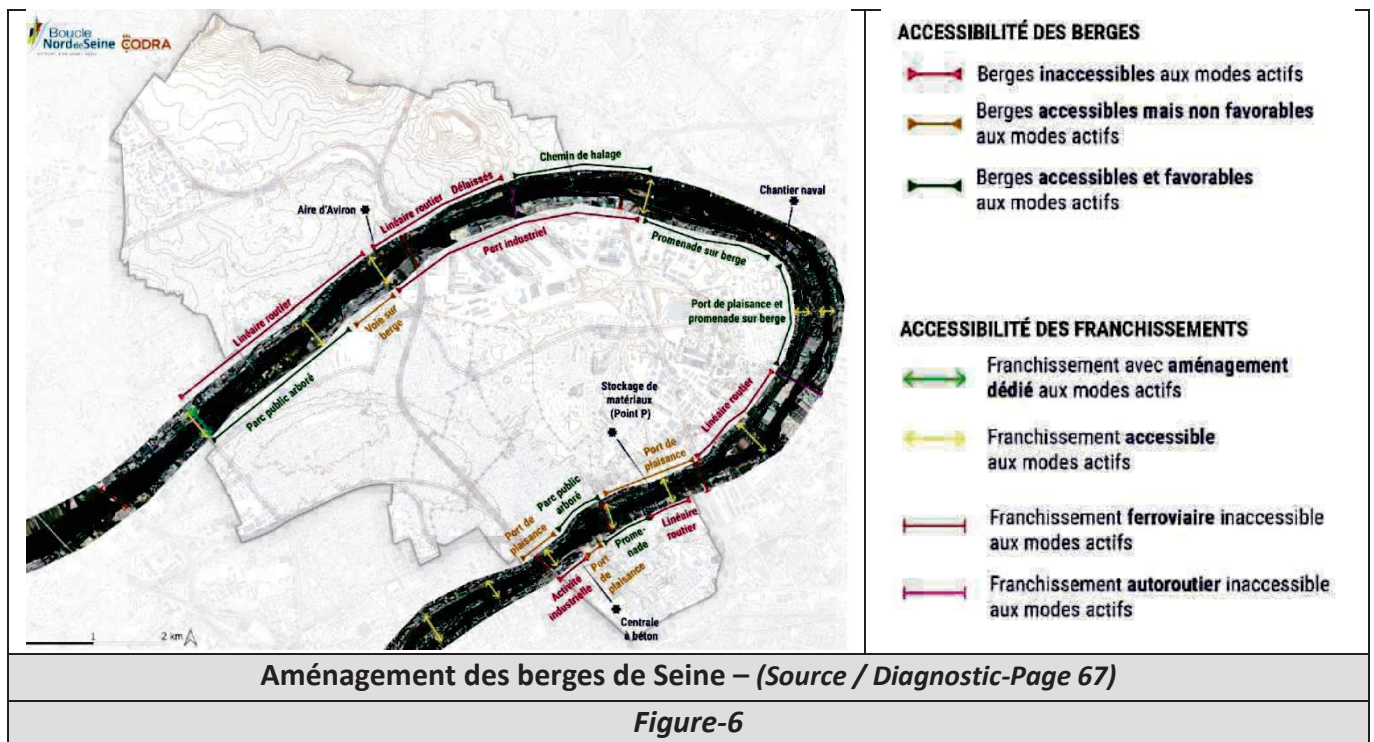 Boucle
Nord de Seine CODRA
Chemin de halage
Délaissés
Linéaire routier
Aire d'Aviron
Chantier naval
Port industriel
Promenade sur berge
Linéaire routier
Voie sur
berge
Port de plaisance et
promenade sur berge
Parc public arboré
Stockage de
matériaux
(Point P)
Linéaire routier
Port de
plaisance
Parc public
arboré
Port de
plaisance
Linéaire
routier
Prome-
nade
Port
de
plaisance
Activité
industrielle
Centrale
à béton
1 2 km
ACCESSIBILITÉ DES BERGES
Berges inaccessibles aux modes actifs
Berges accessibles mais non favorables
aux modes actifs
Berges accessibles et favorables
aux modes actifs
ACCESSIBILITÉ DES FRANCHISSEMENTS
Franchissement avec aménagement
dédié aux modes actifs
Franchissement accessible
aux modes actifs
Franchissement ferroviaire inaccessible
aux modes actifs
Franchissement autoroutier inaccessible
aux modes actifs
Aménagement des berges de Seine – (Source / Diagnostic-Page 67)
Figure-6